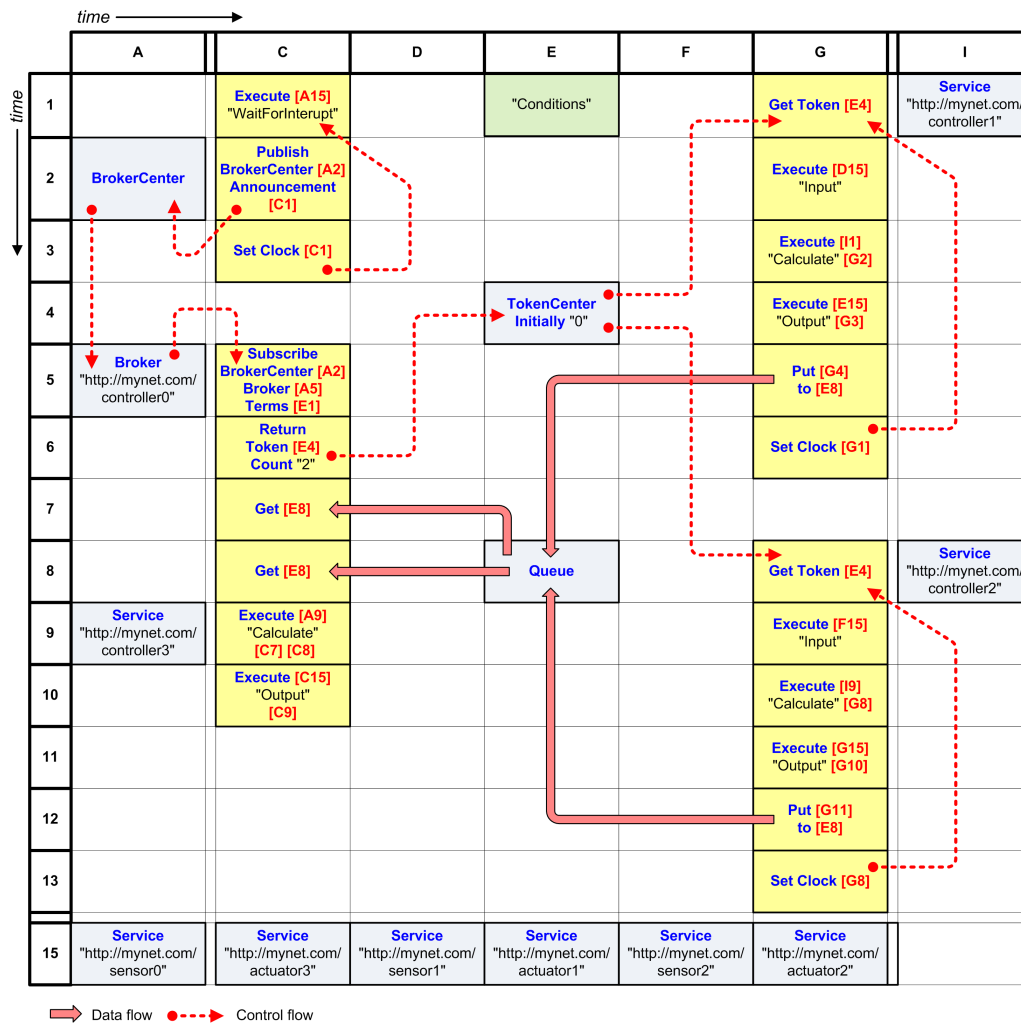 time
A C D E F G I
time
1
Execute [A15]
"WaitForInterupt"
"Conditions"
Get Token [E4]
Service
"http://mynet.com/
controller1"
2
BrokerCenter
Publish
BrokerCenter [A2]
Announcement
[C1]
Execute [D15]
"Input"
3
Set Clock [C1]
Execute [I1]
"Calculate" [G2]
4
TokenCenter
Initially "0"
Execute [E15]
"Output" [G3]
5
Broker
"http://mynet.com/
controller0"
Subscribe
BrokerCenter [A2]
Broker [A5]
Terms [E1]
Put [G4]
to [E8]
6
Return
Token [E4]
Count "2"
Set Clock [G1]
7
Get [E8]
8
Get [E8]
Queue
Get Token [E4]
Service
"http://mynet.com/
controller2"
9
Service
"http://mynet.com/
controller3"
Execute [A9]
"Calculate"
[C7] [C8]
Execute [F15]
"Input"
10
Execute [C15]
"Output"
[C9]
Execute [I9]
"Calculate" [G8]
11
Execute [G15]
"Output" [G10]
12
Put [G11]
to [E8]
13
Set Clock [G8]
15
Service
"http://mynet.com/
sensor0"
Service
"http://mynet.com/
actuator3"
Service
"http://mynet.com/
sensor1"
Service
"http://mynet.com/
actuator1"
Service
"http://mynet.com/
sensor2"
Service
"http://mynet.com/
actuator2"
Data flow
Control flow